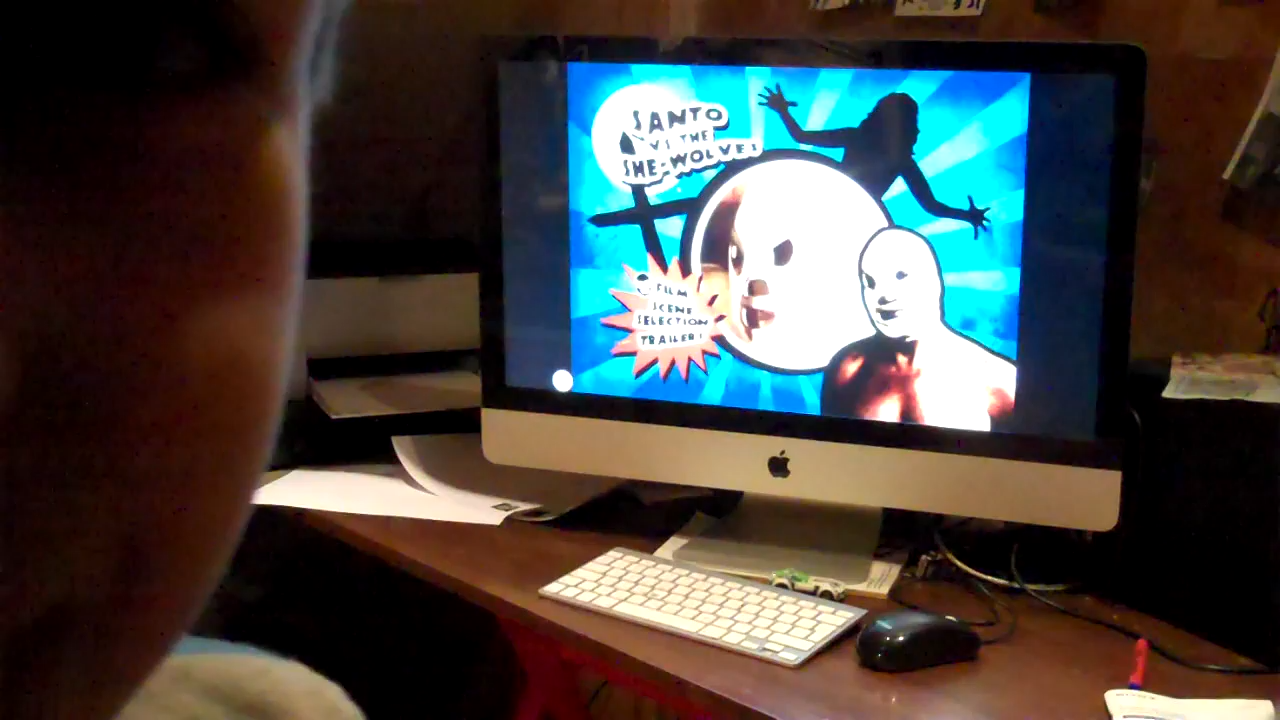 SANTO
VS THE
SHE-WOLVES
FILM
SCENE
SELECTION
TRAILER